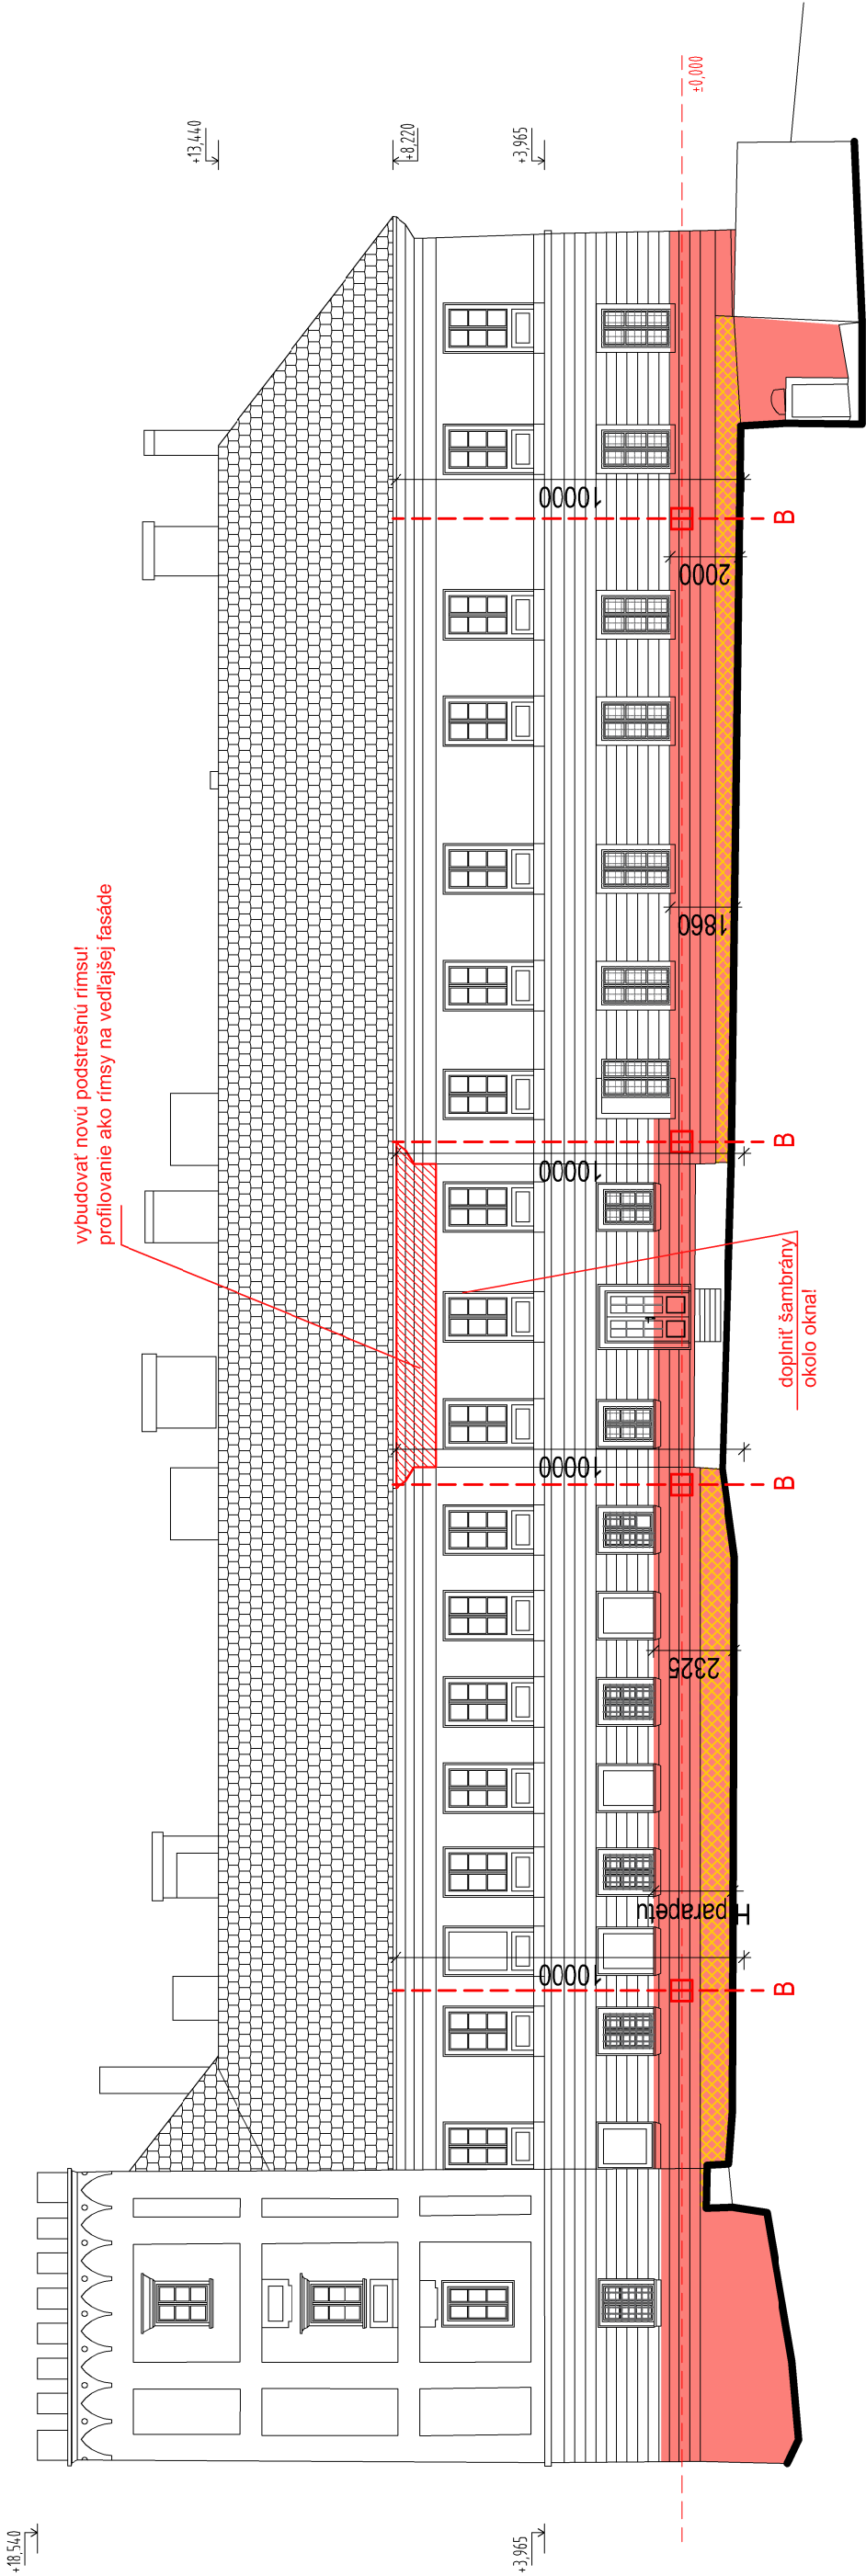 +13,440
+8,220
+3,965
±0,000
10000
B
2000
1860
vybudovať novú podstrešnú rímsu!
profilovanie ako rímsy na vedľajšej fasáde
10000
B
doplniť šambrány
okolo okna!
10000
B
2325
H parapetu
10000
B
+18,540
+3,965